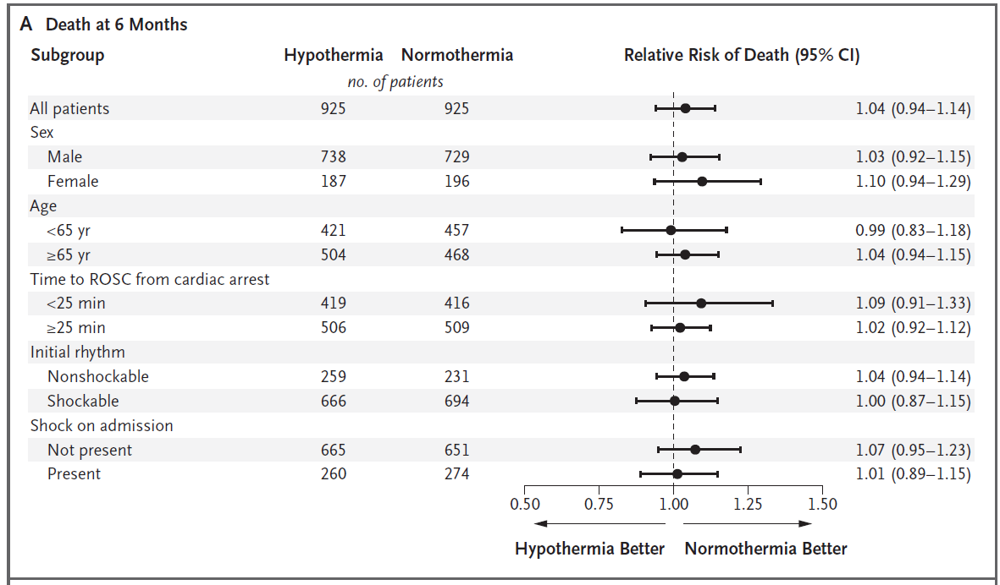 A Death at 6 Months
Subgroup Hypothermia Normothermia Relative Risk of Death (95% CI)
no. of patients
All patients 925 925 1.04 (0.94–1.14)
Sex
Male 738 729 1.03 (0.92–1.15)
Female 187 196 1.10 (0.94–1.29)
Age
<65 yr 421 457 0.99 (0.83–1.18)
≥65 yr 504 468 1.04 (0.94–1.15)
Time to ROSC from cardiac arrest
<25 min 419 416 1.09 (0.91–1.33)
≥25 min 506 509 1.02 (0.92–1.12)
Initial rhythm
Nonshockable 259 231 1.04 (0.94–1.14)
Shockable 666 694 1.00 (0.87–1.15)
Shock on admission
Not present 665 651 1.07 (0.95–1.23)
Present 260 274 1.01 (0.89–1.15)
0.50 0.75 1.00 1.25 1.50
Hypothermia Better Normothermia Better